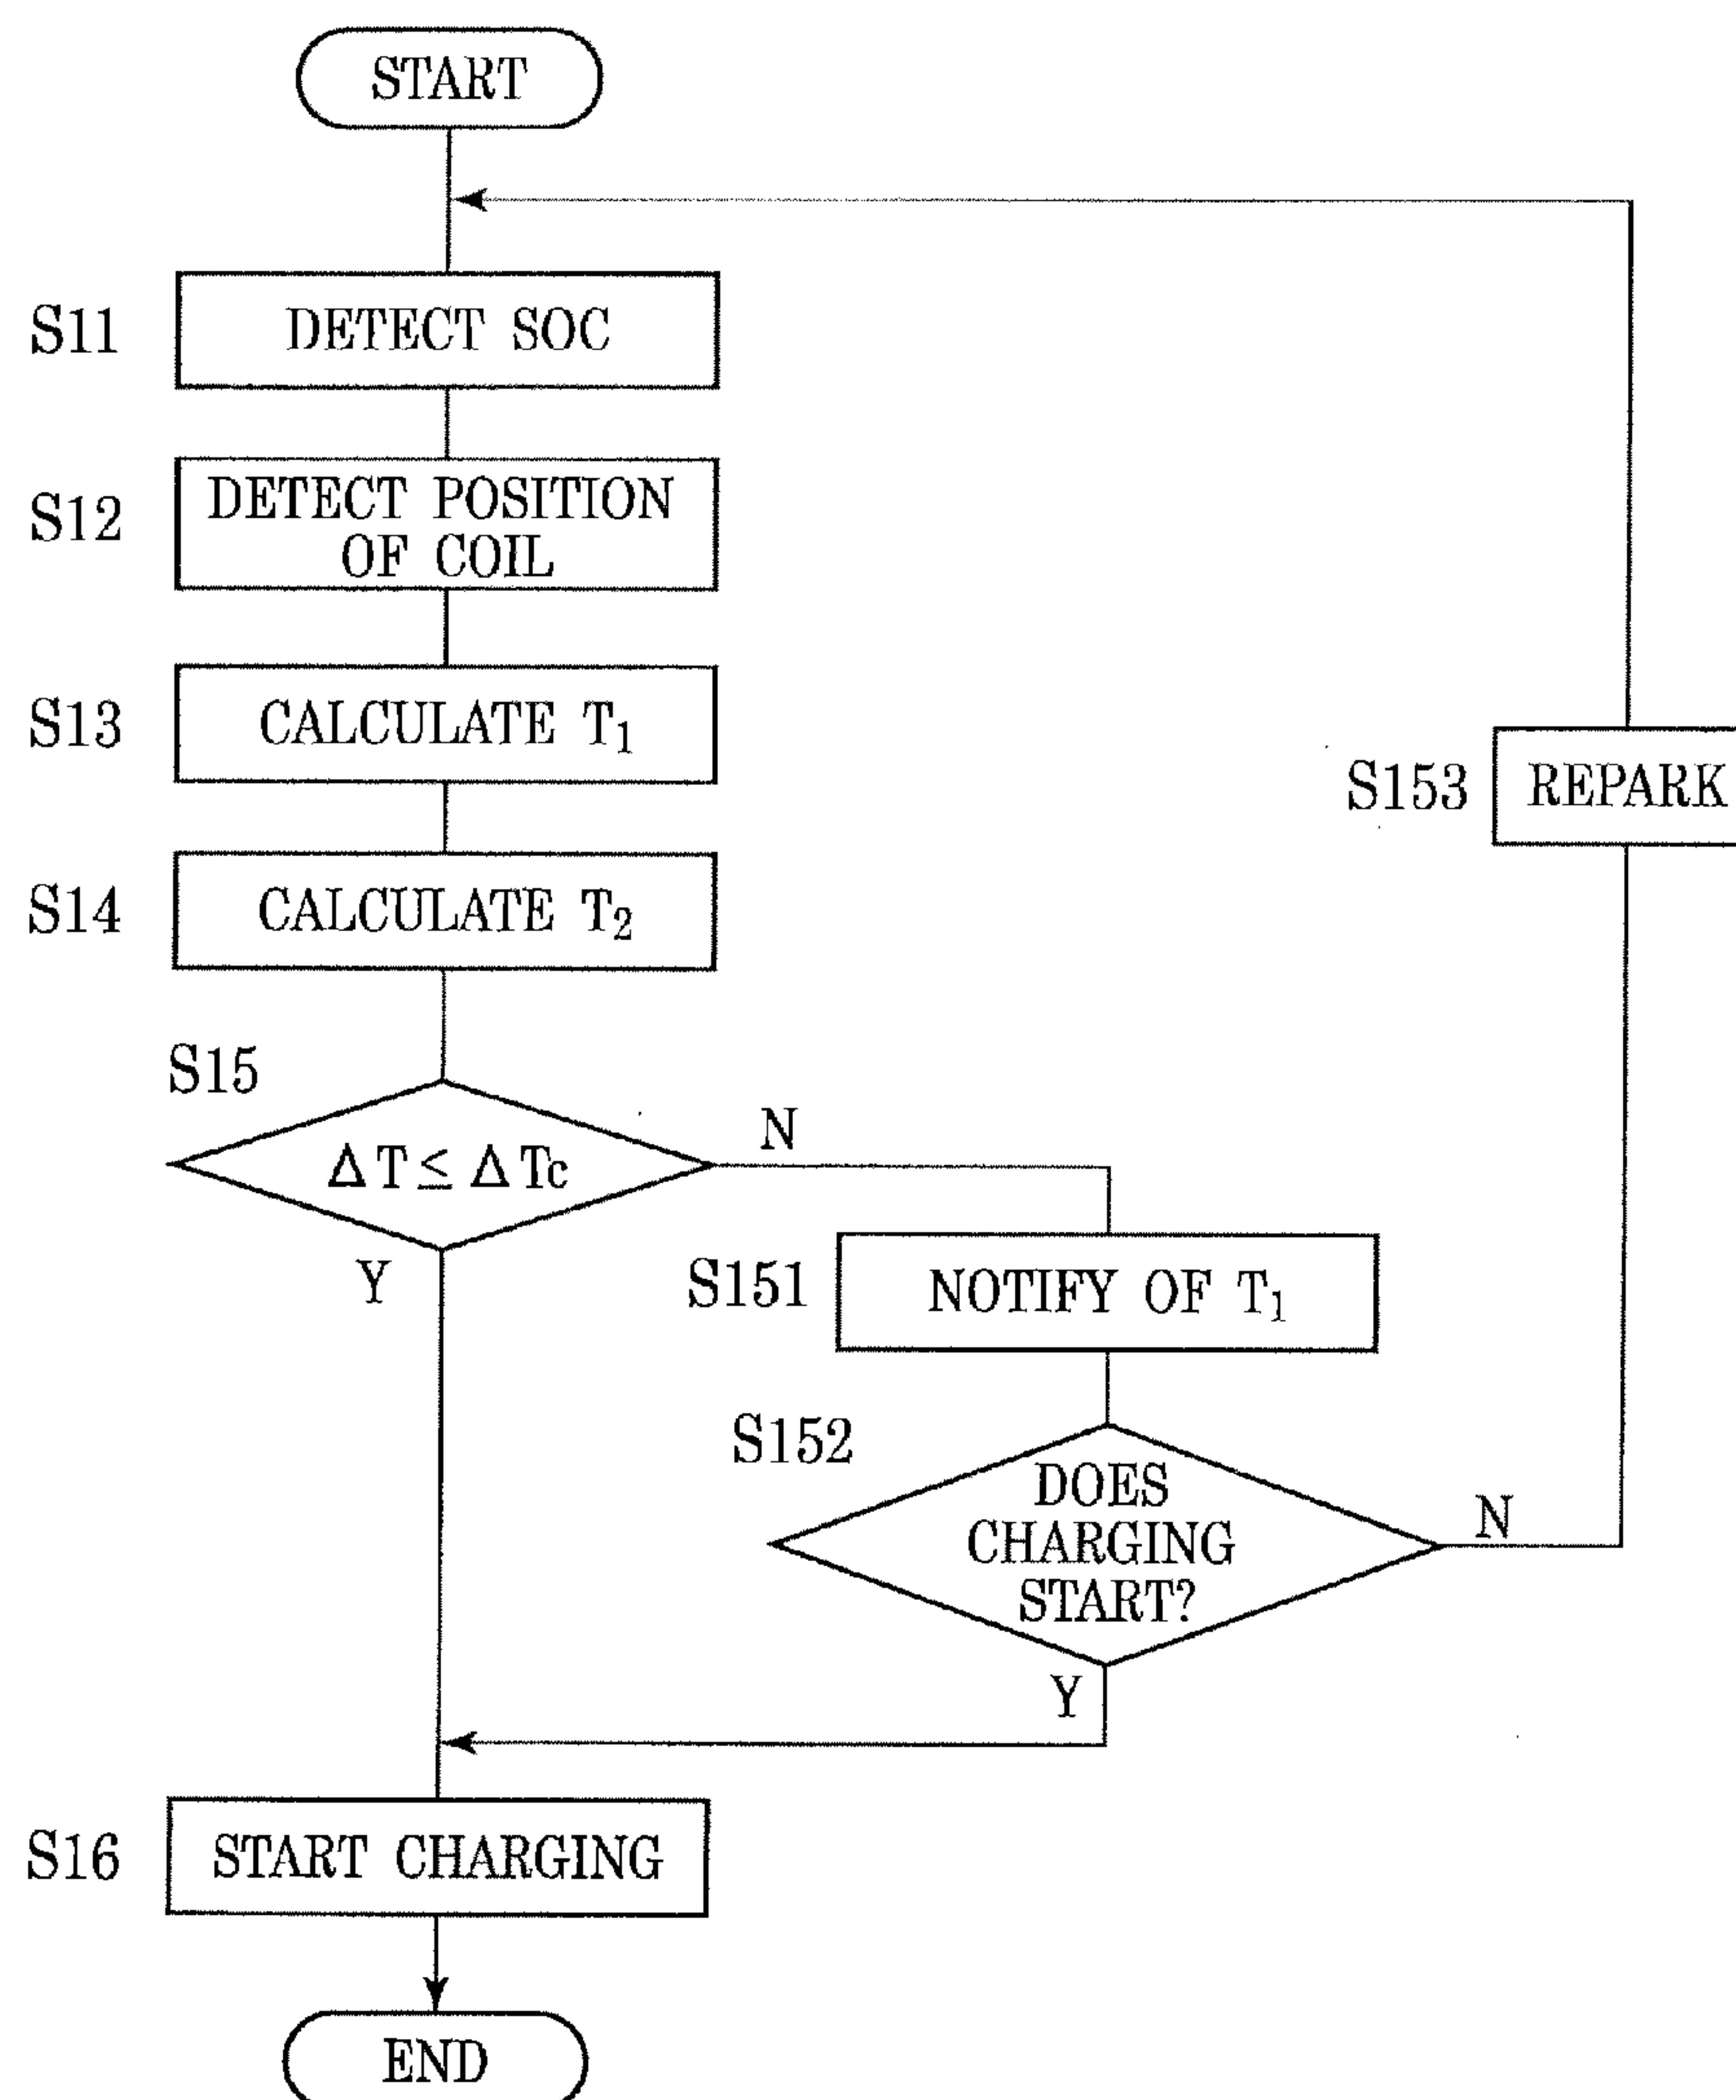 START
S11
DETECT SOC
S12
DETECT POSITION
OF COIL
S13
CALCULATE T₁
S153
REPARK
S14
CALCULATE T₂
S15
ΔT ≤ ΔTc
N
Y
S151
NOTIFY OF T₁
S152
DOES
CHARGING
START?
N
Y
S16
START CHARGING
END